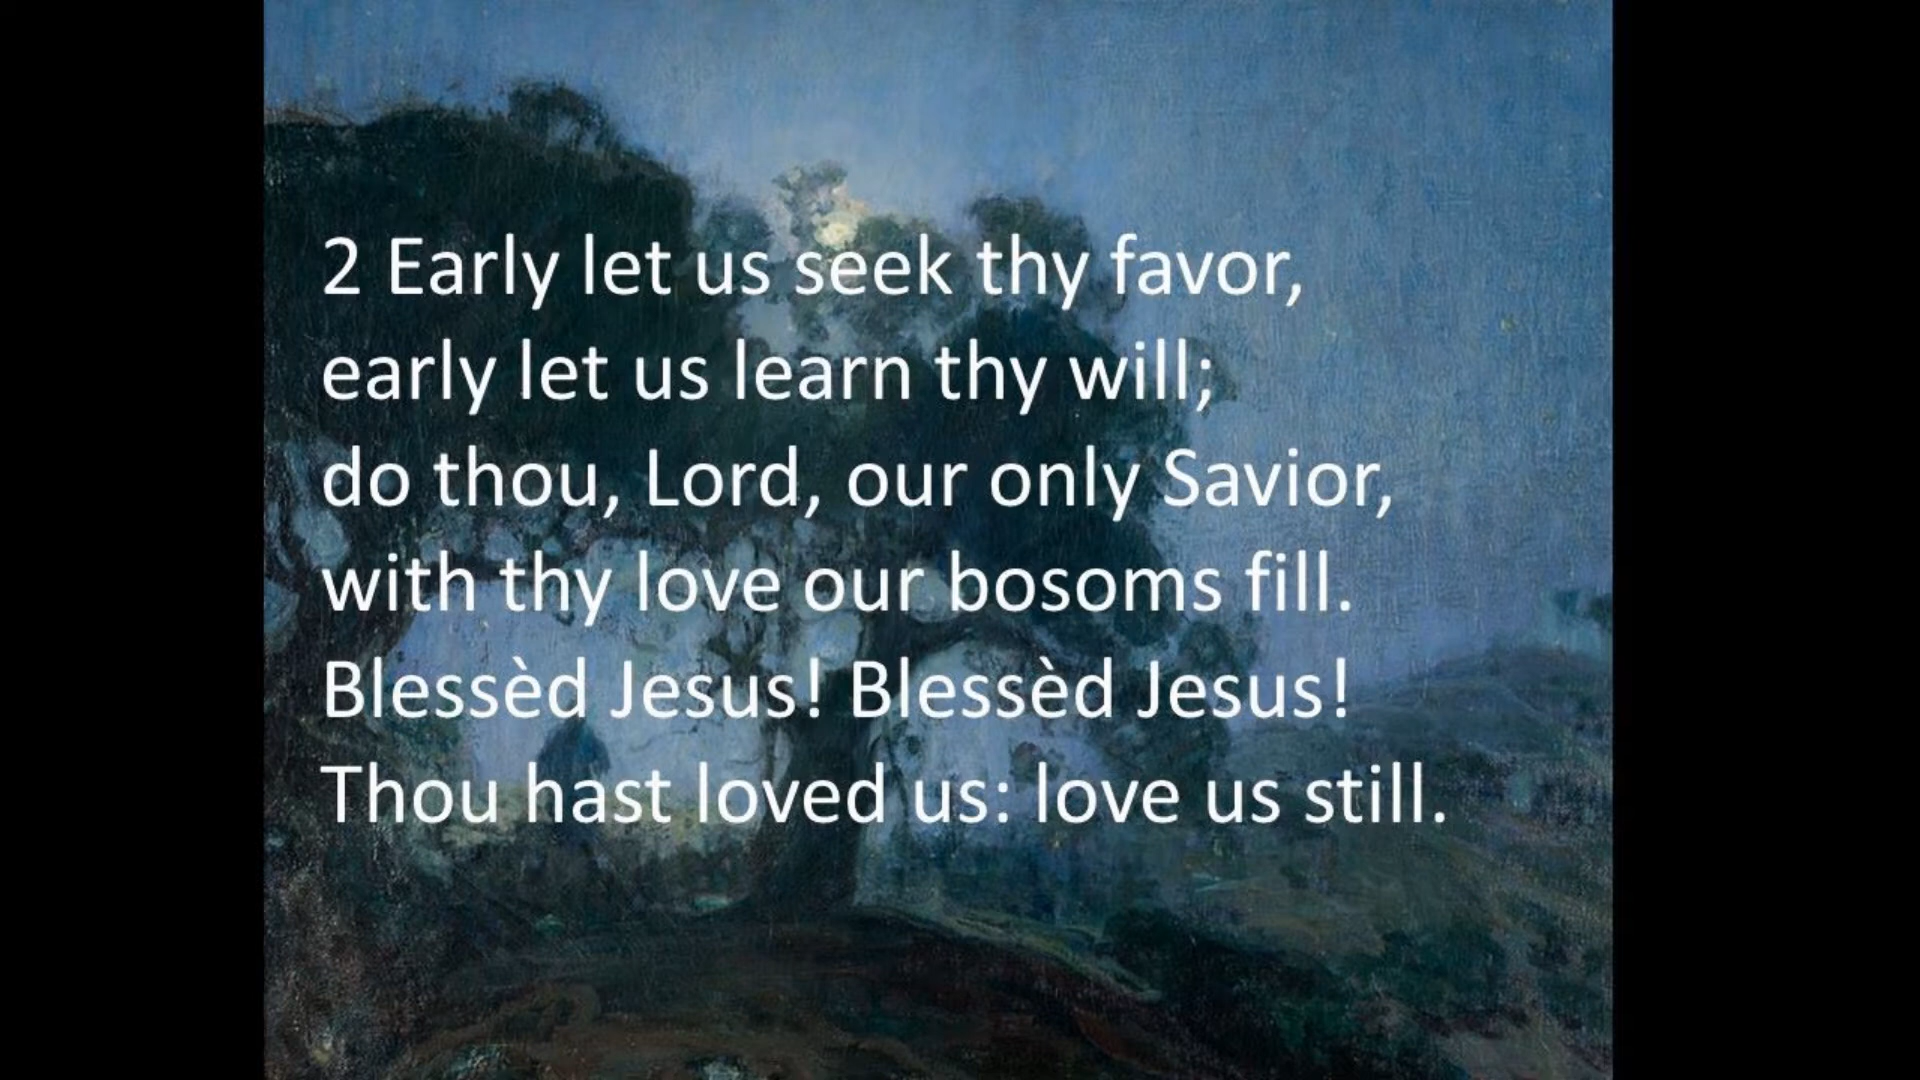 2 Early let us seek thy favor,
early let us learn thy will;
do thou, Lord, our only Savior,
with thy love our bosoms fill.
Blessèd Jesus! Blessèd Jesus!
Thou hast loved us: love us still.